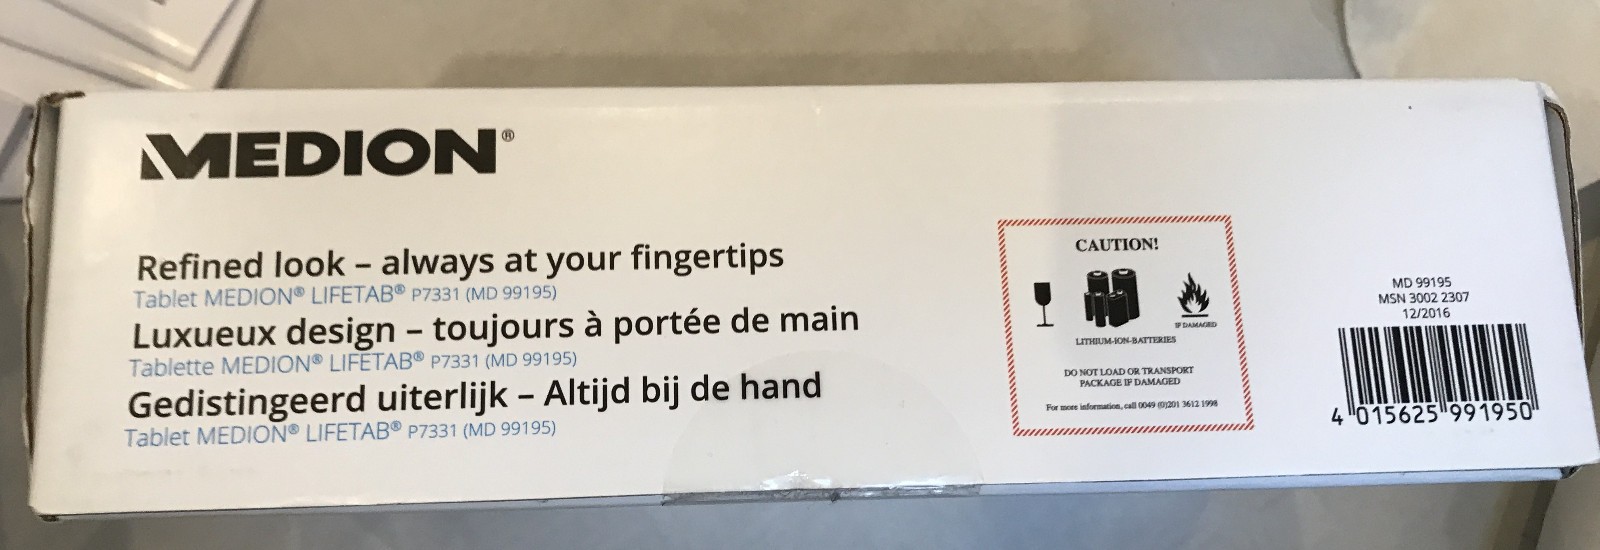 MEDION®
Refined look – always at your fingertips
Tablet MEDION® LIFETAB® P7331 (MD 99195)
Luxueux design – toujours à portée de main
Tablette MEDION® LIFETAB® P7331 (MD 99195)
Gedistingeerd uiterlijk – Altijd bij de hand
Tablet MEDION® LIFETAB® P7331 (MD 99195)
CAUTION!
IF DAMAGED
LITHIUM-ION-BATTERIES
DO NOT LOAD OR TRANSPORT
PACKAGE IF DAMAGED
For more information, call 0049 (0)201 3612 1998
MD 99195
MSN 3002 2307
12/2016
4 015625 991950